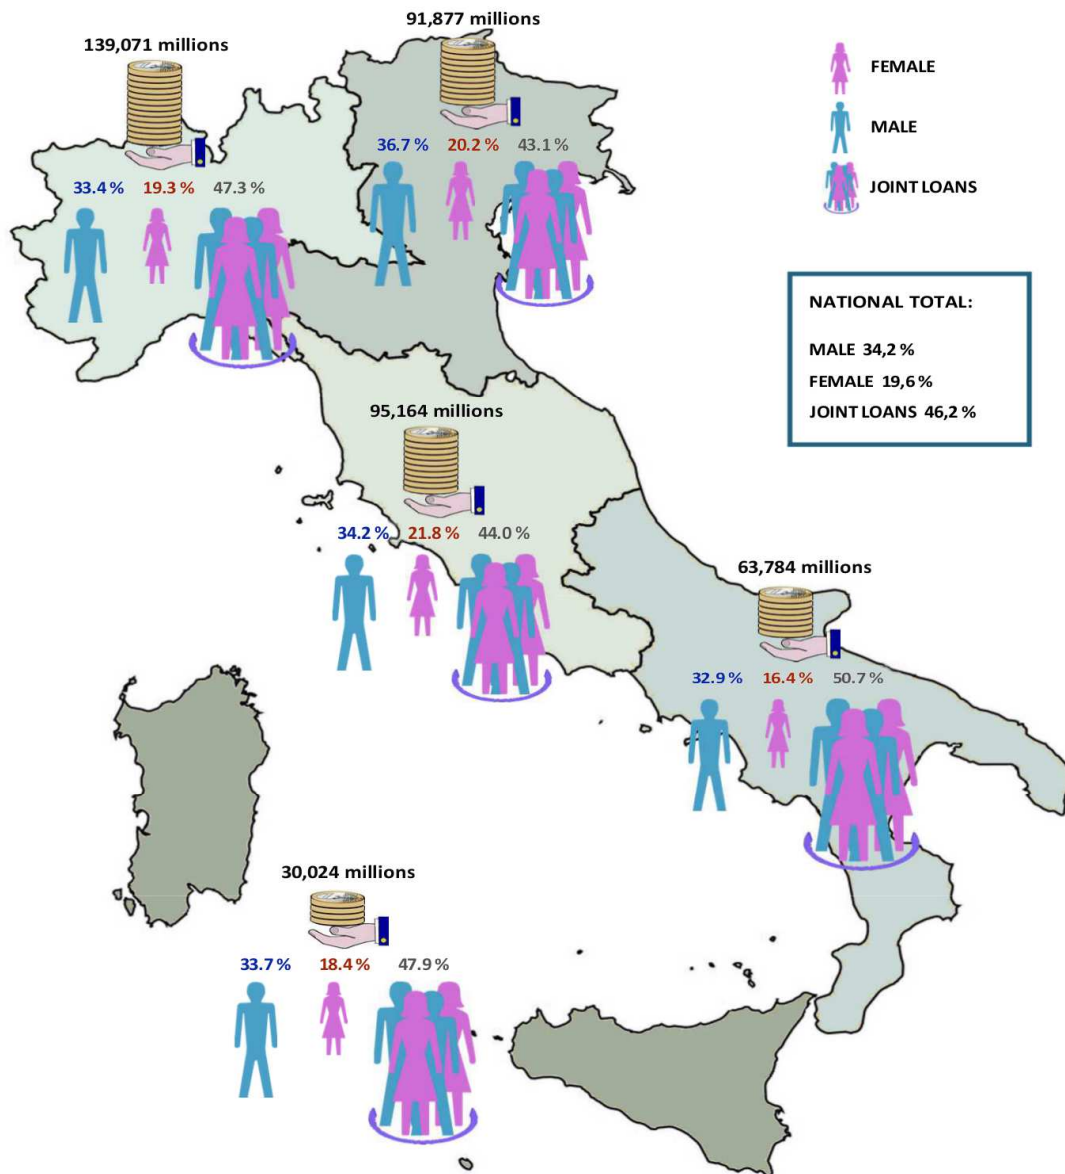 91,877 millions
139,071 millions
FEMALE
MALE
36.7 % 20.2 % 43.1 %
33.4 % 19.3 % 47.3 %
JOINT LOANS
NATIONAL TOTAL:
MALE 34,2 %
FEMALE 19,6 %
JOINT LOANS 46,2 %
95,164 millions
34.2 % 21.8 % 44.0 %
63,784 millions
32.9 % 16.4 % 50.7 %
30,024 millions
33.7 % 18.4 % 47.9 %